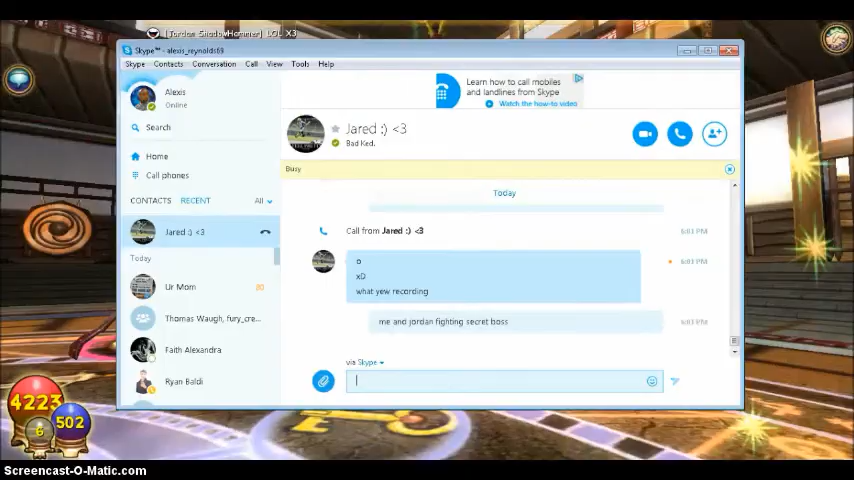 [Jordan ShadowHammer] LOL X3
Skype™ - alexis_reynolds69
Skype Contacts Conversation Call View Tools Help
Alexis
Online
Search
Home
Call phones
CONTACTS RECENT All
Jared :) <3
Today
Ur Mom
Thomas Waugh, fury_cre...
Faith Alexandra
Ryan Baldi
Learn how to call mobiles
and landlines from Skype
Watch the how-to video
Jared :) <3
Bad Ked.
Busy
Today
Call from Jared :) <3 6:03 PM
o 6:03 PM
xD
what yew recording
me and jordan fighting secret boss 6:03 PM
via Skype
4223
6
502
Screencast-O-Matic.com